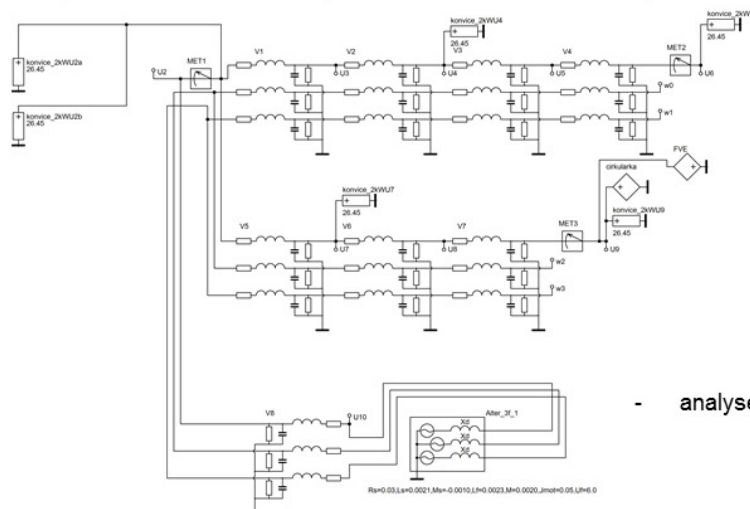 konvice_2kWU4
26.45
konvice_2kW
26.45
konvice_2kWU2a
26.45
konvice_2kWU2b
26.45
U2
MET1
V1
V2
V3
V4
MET2
U3
U4
U5
U6
w0
w1
FVE
cirkularka
konvice_2kWU7
26.45
konvice_2kWU9
26.45
V5
V6
V7
MET3
U7
U8
U9
w2
w3
V8
U10
Alter_3f_1
Xd
Xd
Xd
Rs=0.03,Ls=0.0021,Ms=-0.0010,Lf=0.0023,M=0.0020,Jmot=0.05,Uf=6.0
- analyse